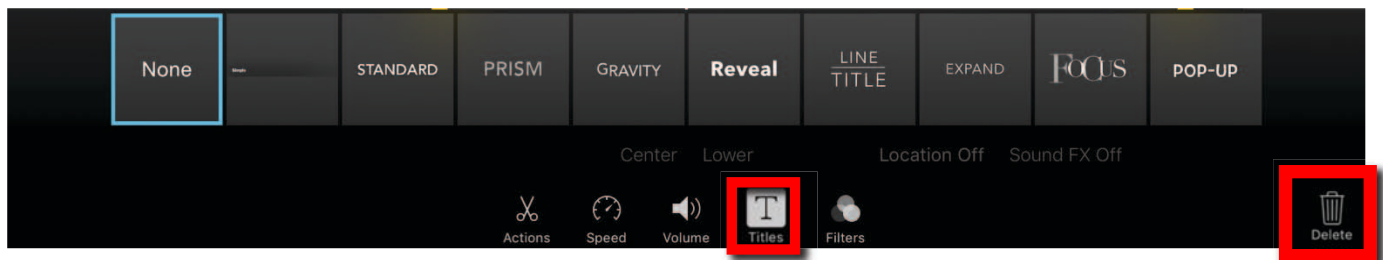 None Simple STANDARD PRISM GRAVITY Reveal LINE TITLE EXPAND FOCUS POP-UP
Center Lower Location Off Sound FX Off
Actions Speed Volume Titles Filters Delete